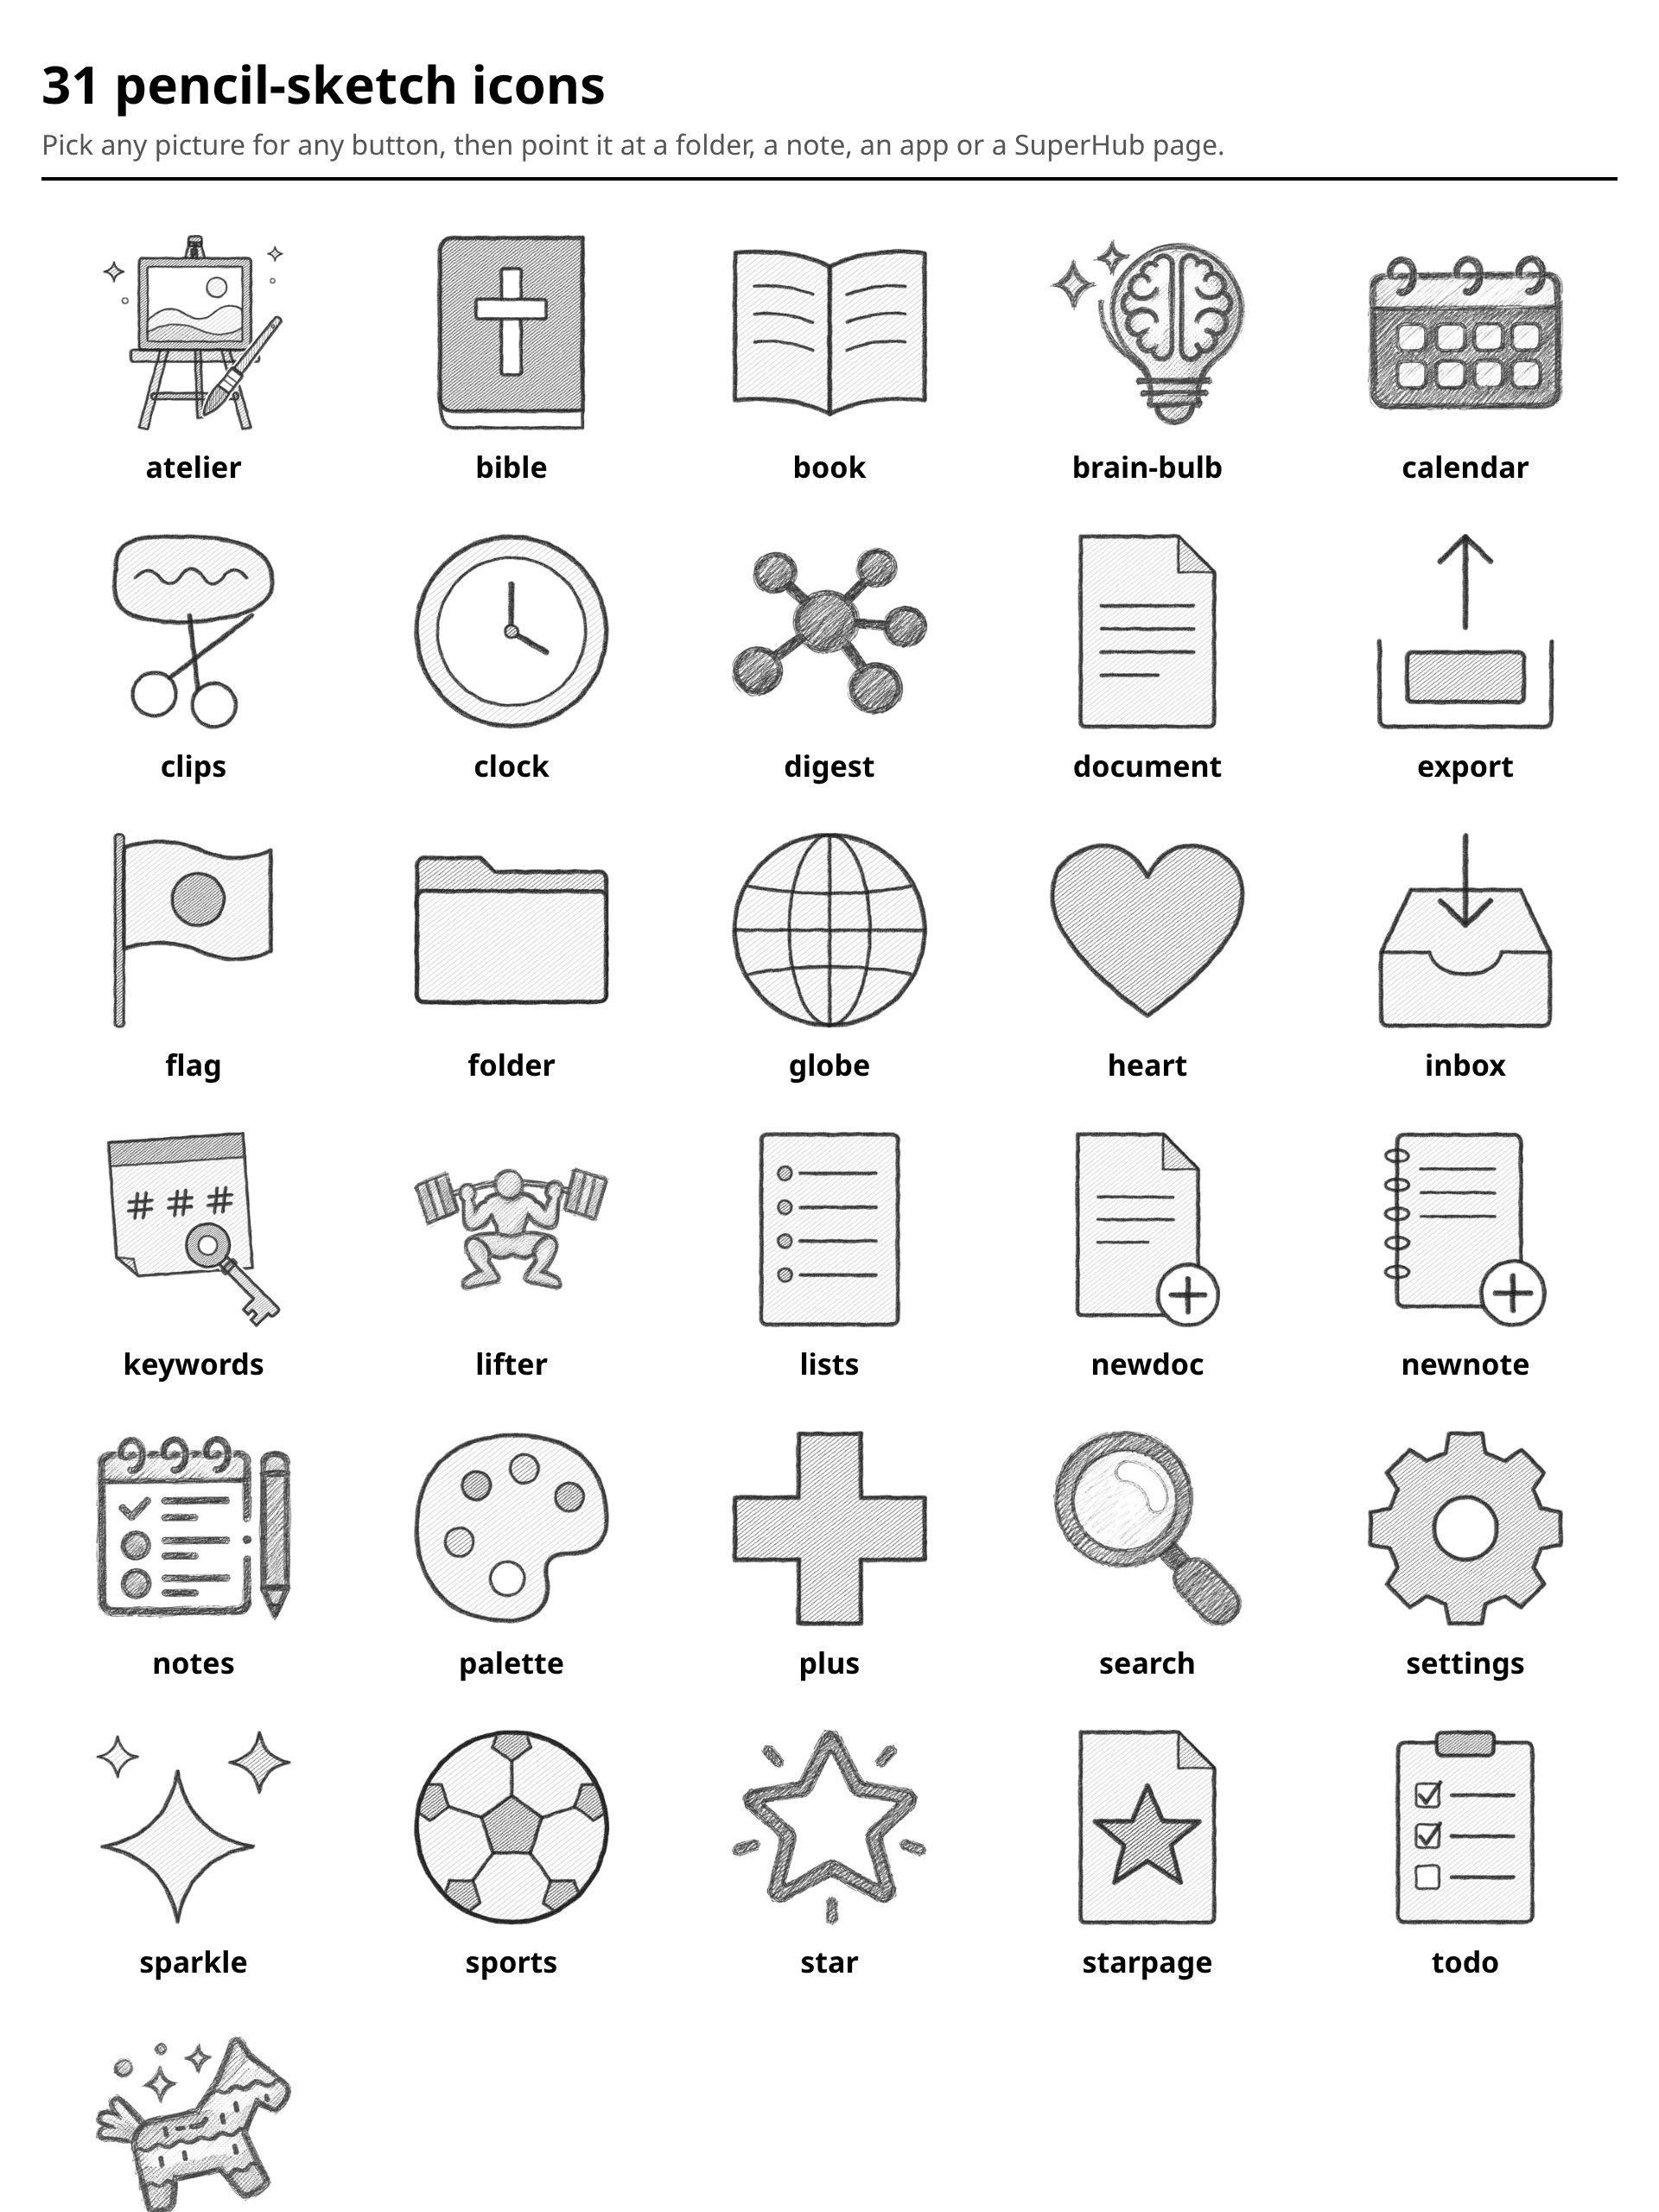 31 pencil-sketch icons
Pick any picture for any button, then point it at a folder, a note, an app or a SuperHub page.
atelier bible book brain-bulb calendar
clips clock digest document export
flag folder globe heart inbox
# # #
keywords lifter lists newdoc newnote
notes palette plus search settings
sparkle sports star starpage todo